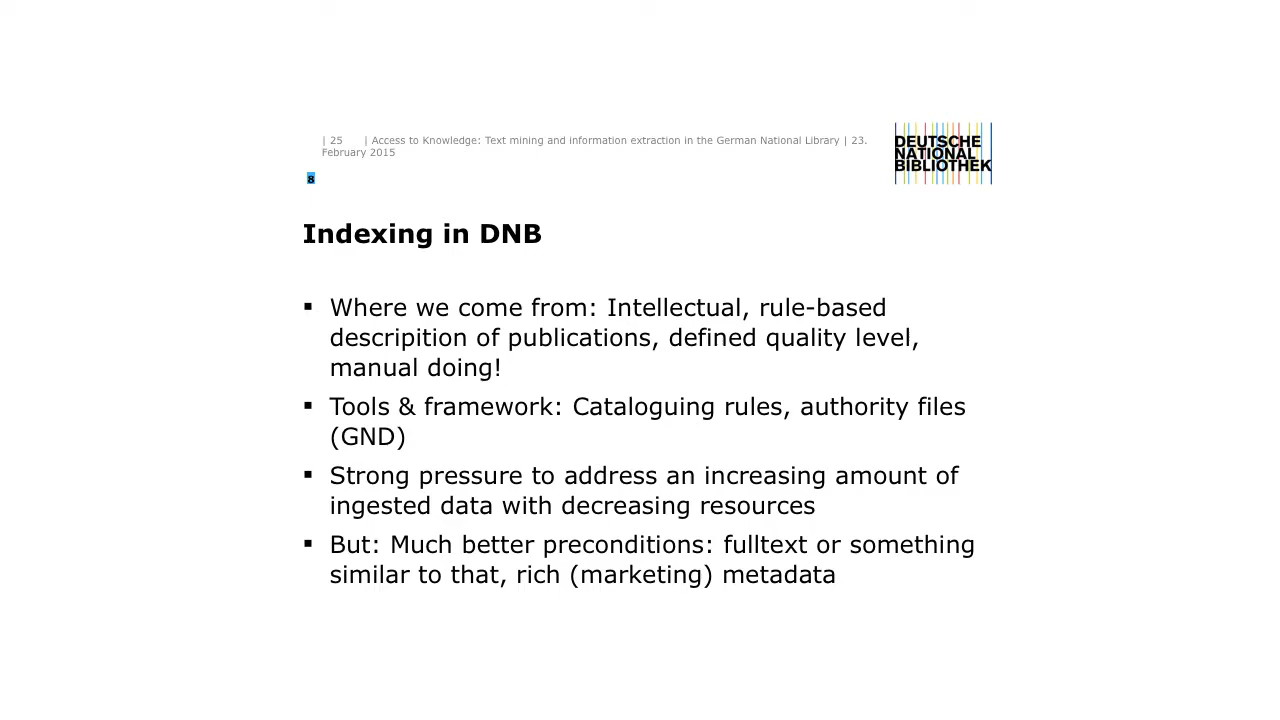 | 25 | Access to Knowledge: Text mining and information extraction in the German National Library | 23.
February 2015
DEUTSCHE
NATIONAL
BIBLIOTHEK
8
Indexing in DNB
▪ Where we come from: Intellectual, rule-based
descripition of publications, defined quality level,
manual doing!
▪ Tools & framework: Cataloguing rules, authority files
(GND)
▪ Strong pressure to address an increasing amount of
ingested data with decreasing resources
▪ But: Much better preconditions: fulltext or something
similar to that, rich (marketing) metadata